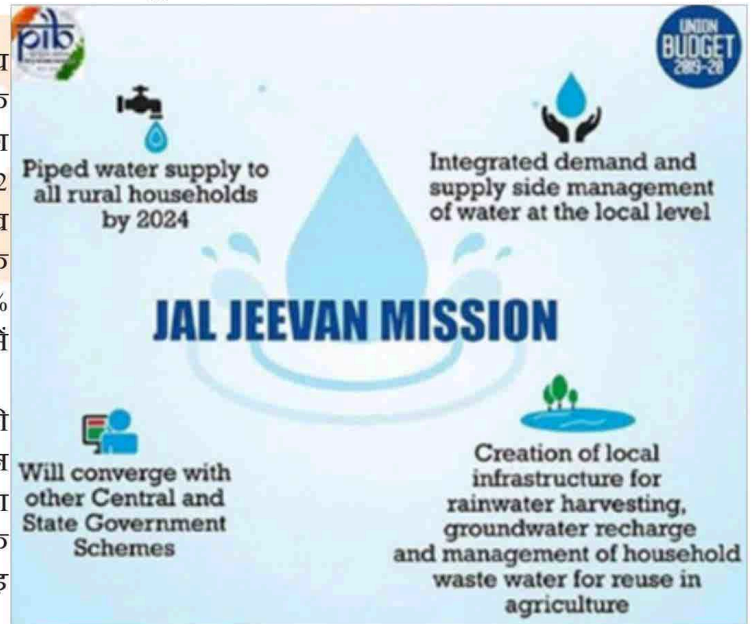 pib
UNION
BUDGET
2019-20
Piped water supply to
all rural households
by 2024
Integrated demand and
supply side management
of water at the local level
JAL JEEVAN MISSION
Will converge with
other Central and
State Government
Schemes
Creation of local
infrastructure for
rainwater harvesting,
groundwater recharge
and management of household
waste water for reuse in
agriculture